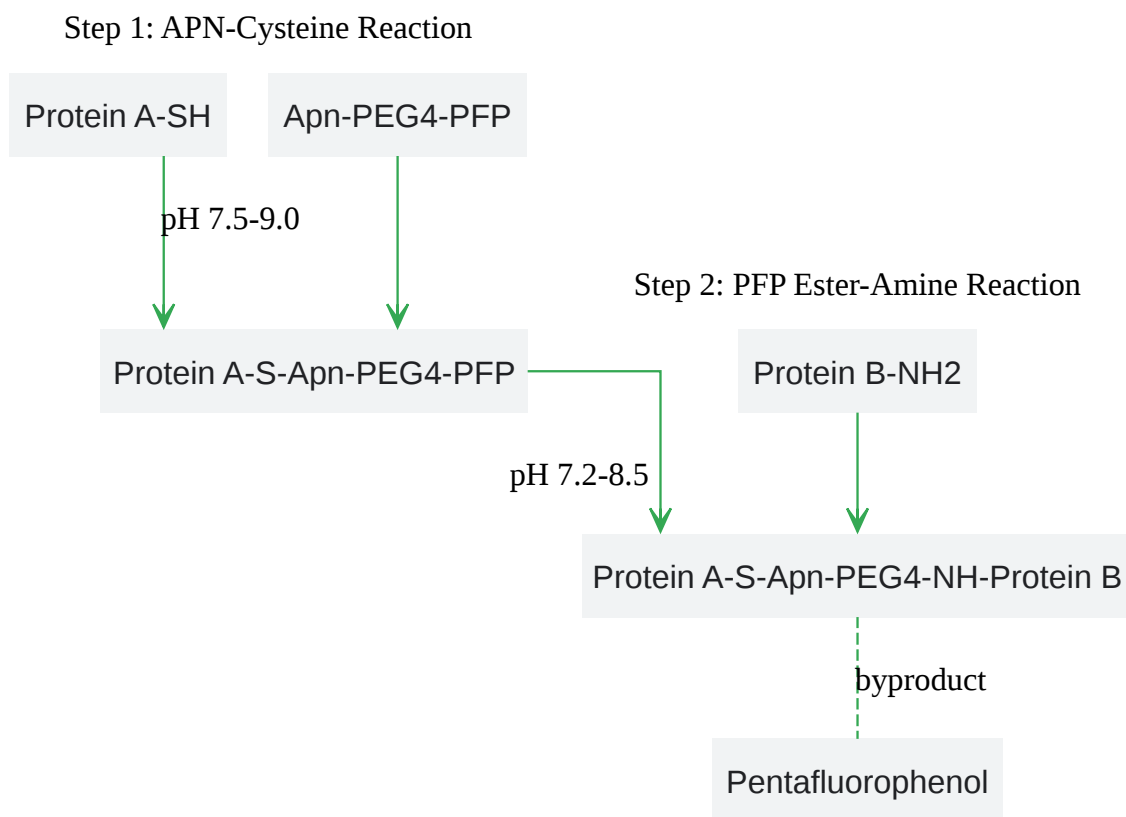 Step 1: APN-Cysteine Reaction
Protein A-SH
Apn-PEG4-PFP
pH 7.5-9.0
Step 2: PFP Ester-Amine Reaction
Protein A-S-Apn-PEG4-PFP
Protein B-NH2
pH 7.2-8.5
Protein A-S-Apn-PEG4-NH-Protein B
byproduct
Pentafluorophenol